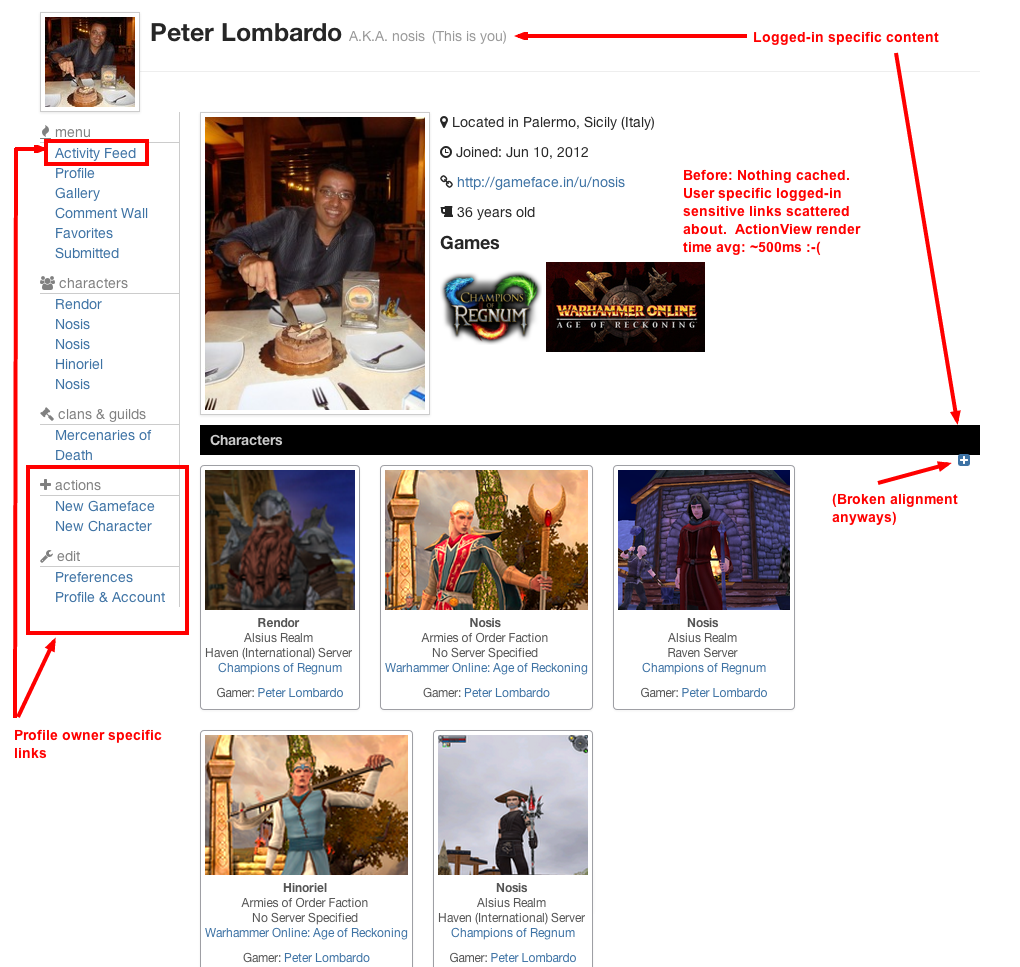 Peter Lombardo A.K.A. nosis (This is you)
Logged-in specific content
menu
Activity Feed
Profile
Gallery
Comment Wall
Favorites
Submitted
characters
Rendor
Nosis
Nosis
Hinoriel
Nosis
clans & guilds
Mercenaries of
Death
actions
New Gameface
New Character
edit
Preferences
Profile & Account
Profile owner specific
links
Located in Palermo, Sicily (Italy)
Joined: Jun 10, 2012
http://gameface.in/u/nosis
36 years old
Games
CHAMPIONS
OF
REGNUM
WARHAMMER ONLINE
AGE OF RECKONING
Before: Nothing cached.
User specific logged-in
sensitive links scattered
about. ActionView render
time avg: ~500ms :-(
Characters
(Broken alignment
anyways)
Rendor
Alsius Realm
Haven (International) Server
Champions of Regnum
Gamer: Peter Lombardo
Nosis
Armies of Order Faction
No Server Specified
Warhammer Online: Age of Reckoning
Gamer: Peter Lombardo
Nosis
Alsius Realm
Raven Server
Champions of Regnum
Gamer: Peter Lombardo
Hinoriel
Armies of Order Faction
No Server Specified
Warhammer Online: Age of Reckoning
Gamer: Peter Lombardo
Nosis
Alsius Realm
Haven (International) Server
Champions of Regnum
Gamer: Peter Lombardo